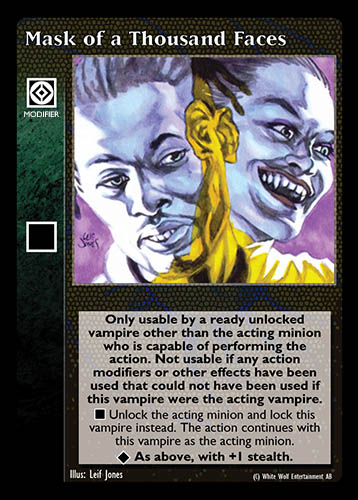 Mask of a Thousand Faces
MODIFIER
LEIF
JONES
Only usable by a ready unlocked
vampire other than the acting minion
who is capable of performing the
action. Not usable if any action
modifiers or other effects have been
used that could not have been used if
this vampire were the acting vampire.
Unlock the acting minion and lock this
vampire instead. The action continues with
this vampire as the acting minion.
As above, with +1 stealth.
Illus: Leif Jones
(C) White Wolf Entertainment AB